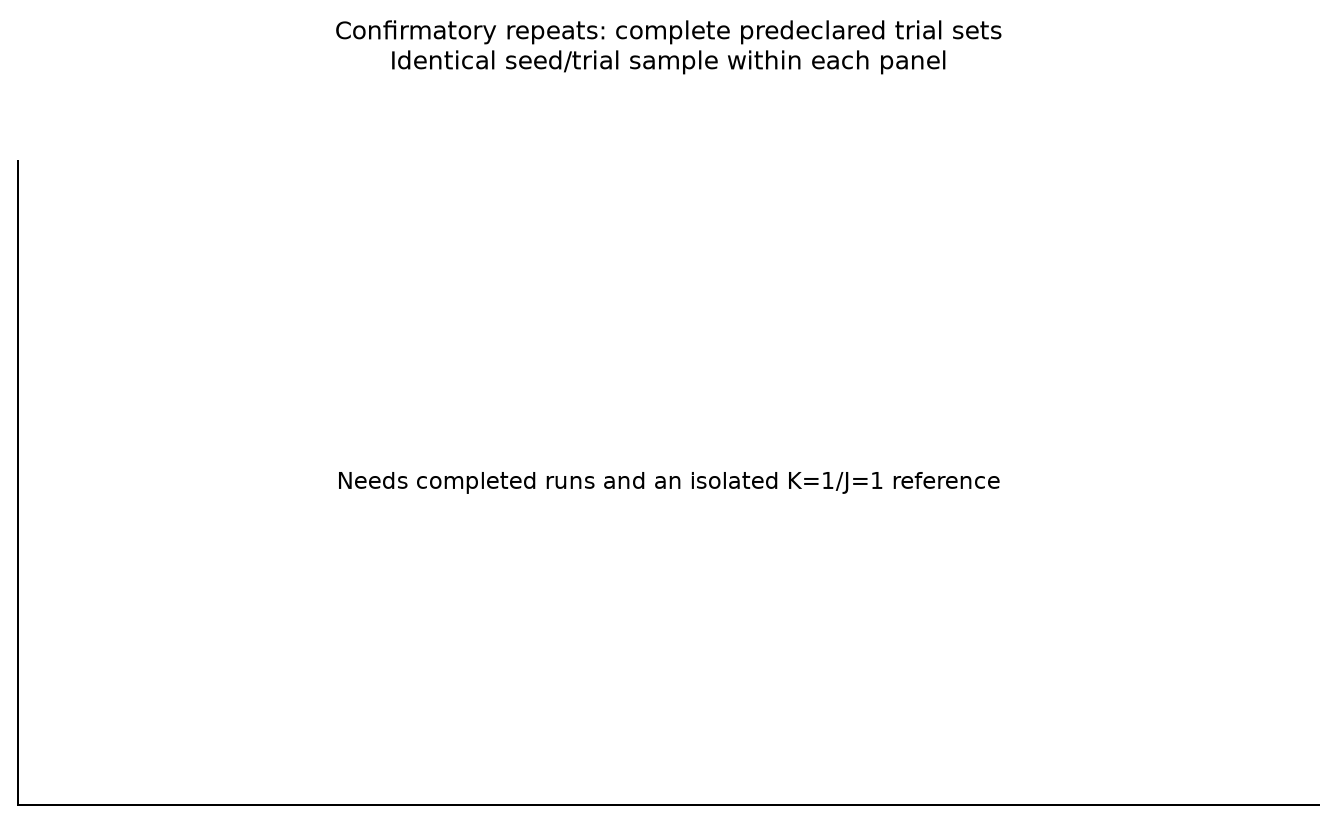 Confirmatory repeats: complete predeclared trial sets
Identical seed/trial sample within each panel
Needs completed runs and an isolated K=1/J=1 reference